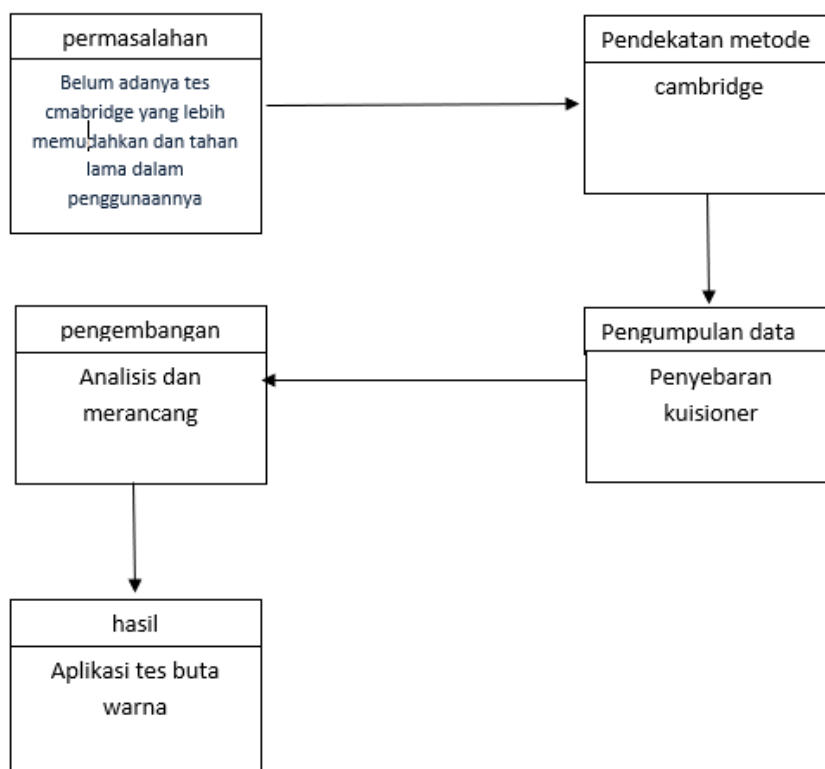 permasalahan
Belum adanya tes
cmabridge yang lebih
memudahkan dan tahan
lama dalam
penggunaannya
Pendekatan metode
cambridge
Pengumpulan data
Penyebaran
kuisioner
pengembangan
Analisis dan
merancang
hasil
Aplikasi tes buta
warna